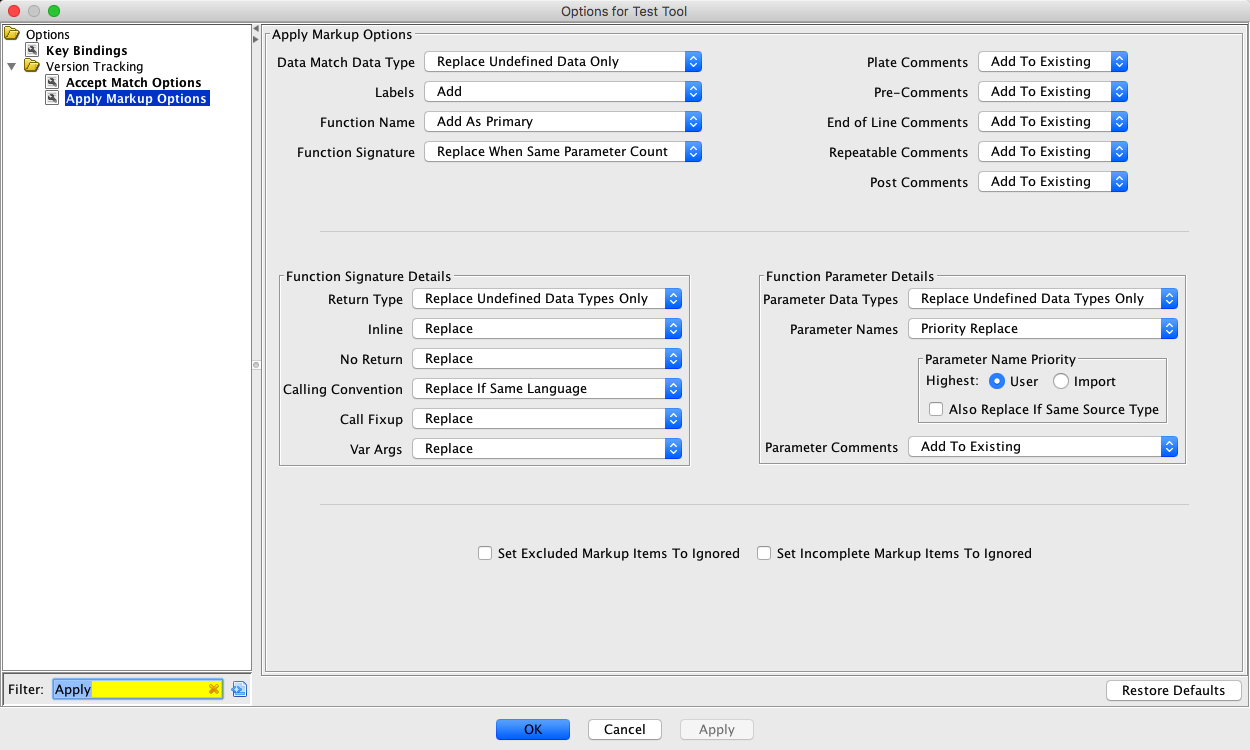 Options for Test Tool
Options
Key Bindings
Version Tracking
Accept Match Options
Apply Markup Options
Filter: Apply
Apply Markup Options
Data Match Data Type Replace Undefined Data Only
Labels Add
Function Name Add As Primary
Function Signature Replace When Same Parameter Count
Plate Comments Add To Existing
Pre-Comments Add To Existing
End of Line Comments Add To Existing
Repeatable Comments Add To Existing
Post Comments Add To Existing
Function Signature Details
Return Type Replace Undefined Data Types Only
Inline Replace
No Return Replace
Calling Convention Replace If Same Language
Call Fixup Replace
Var Args Replace
Function Parameter Details
Parameter Data Types Replace Undefined Data Types Only
Parameter Names Priority Replace
Parameter Name Priority
Highest: User Import
Also Replace If Same Source Type
Parameter Comments Add To Existing
Set Excluded Markup Items To Ignored Set Incomplete Markup Items To Ignored
Restore Defaults
OK Cancel Apply